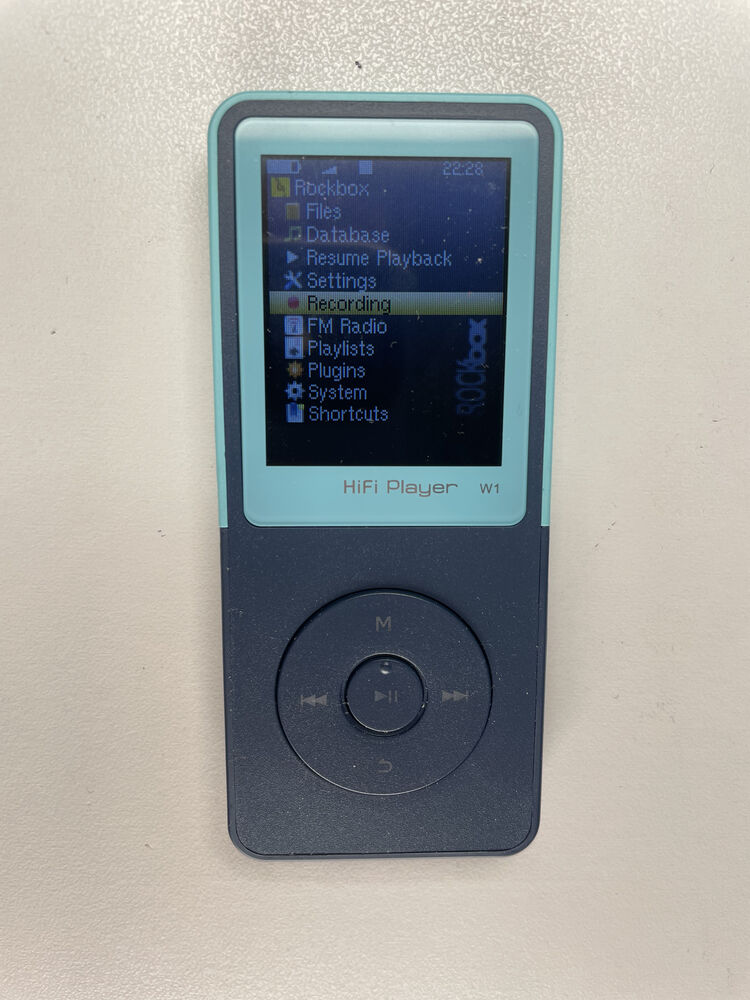 22:28
Rockbox
Files
Database
Resume Playback
Settings
Recording
FM Radio
Playlists
Plugins
System
Shortcuts
ROCKbox
HiFi Player W1
M